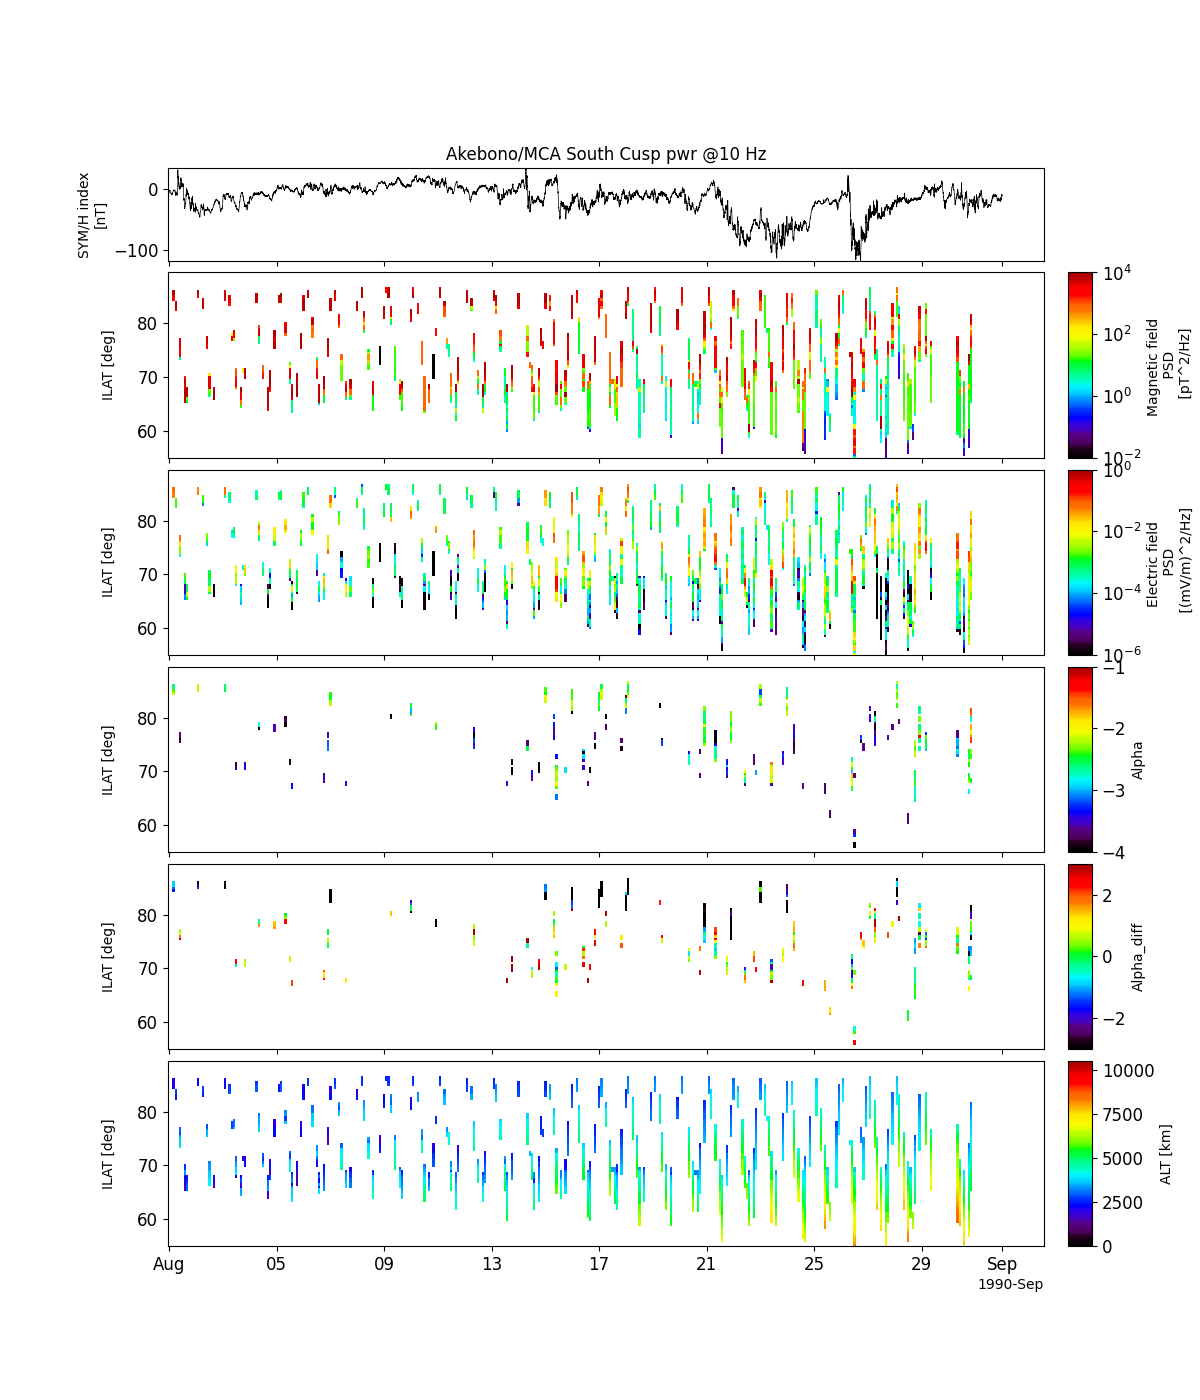 Akebono/MCA South Cusp pwr @10 Hz
SYM/H index
[nT]
0
−100
ILAT [deg]
80
70
60
10^4
10^2
10^0
10^-2
Magnetic field
PSD
[pT^2/Hz]
ILAT [deg]
80
70
60
10^0
10^-2
10^-4
10^-6
Electric field
PSD
[(mV/m)^2/Hz]
ILAT [deg]
80
70
60
−1
−2
−3
−4
Alpha
ILAT [deg]
80
70
60
2
0
−2
Alpha_diff
ILAT [deg]
80
70
60
10000
7500
5000
2500
0
ALT [km]
Aug 05 09 13 17 21 25 29 Sep
1990-Sep